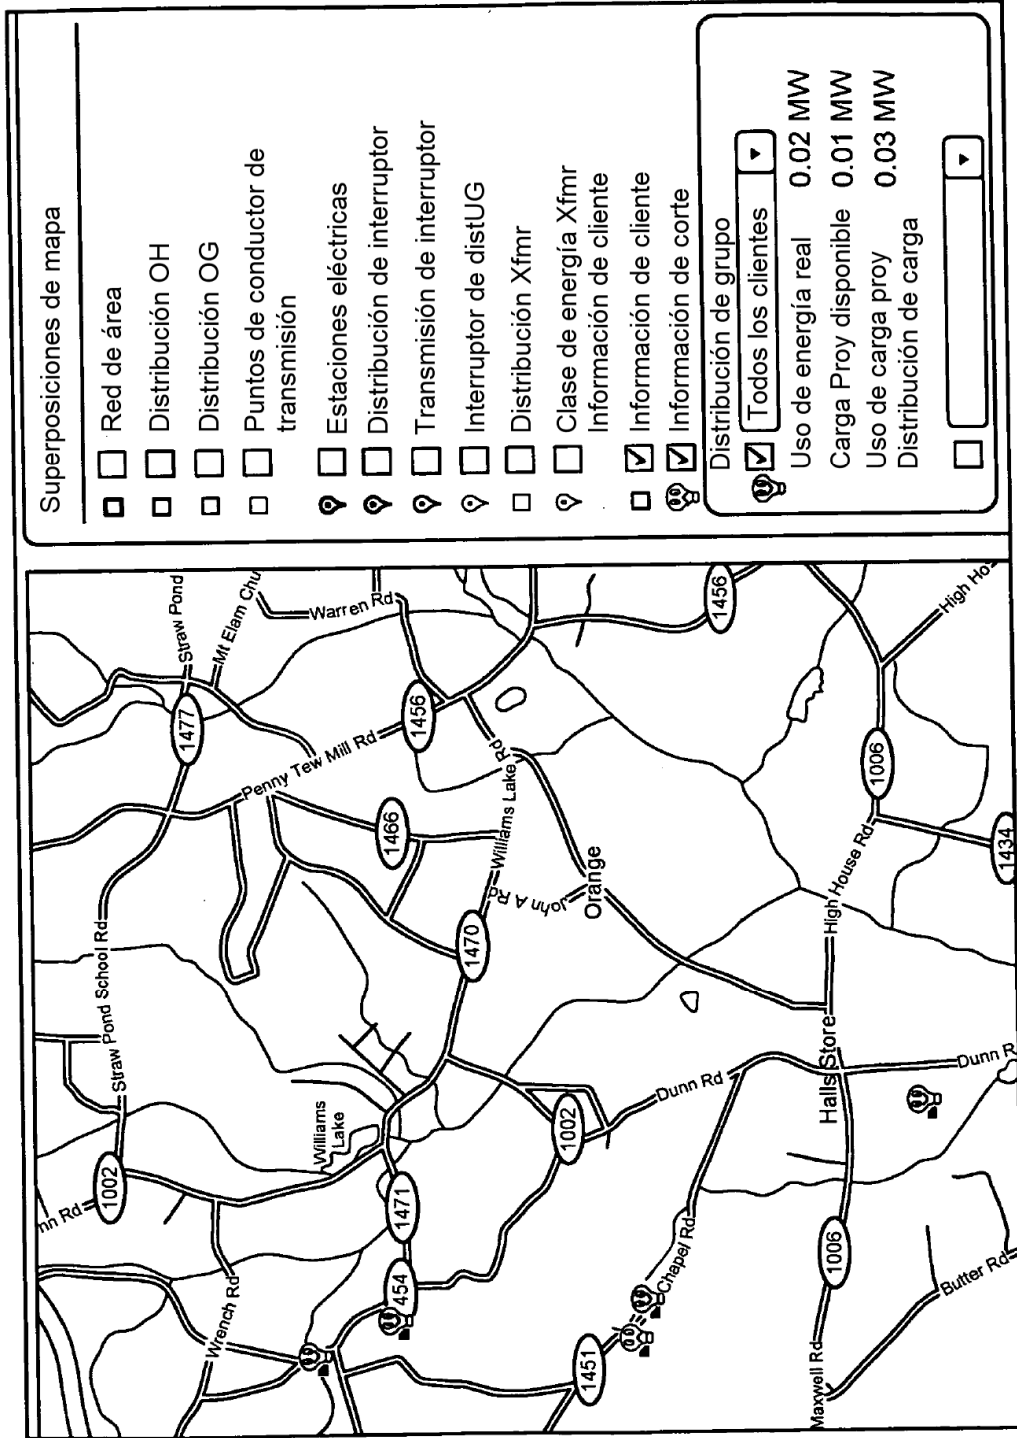 Superposiciones de mapa
Red de área
Distribución OH
Distribución OG
Puntos de conductor de
transmisión
Estaciones eléctricas
Distribución de interruptor
Transmisión de interruptor
Interruptor de distUG
Distribución Xfmr
Clase de energía Xfmr
Información de cliente
Información de cliente
Información de corte
Distribución de grupo
Todos los clientes
Uso de energía real 0.02 MW
Carga Proy disponible 0.01 MW
Uso de carga proy 0.03 MW
Distribución de carga
nn Rd
1002
Straw Pond School Rd
1477
Straw Pond
Mt Elam Chu
Warren Rd
Wrench Rd
Williams
Lake
Penny Tew Mill Rd
1456
1466
454
1471
1470
Williams Lake Rd
John A Rd
Orange
1002
1451
Chapel Rd
Dunn Rd
1456
Maxwell Rd
1006
Halls Store
High House Rd
1006
High Ho
Butter Rd
Dunn R
1434